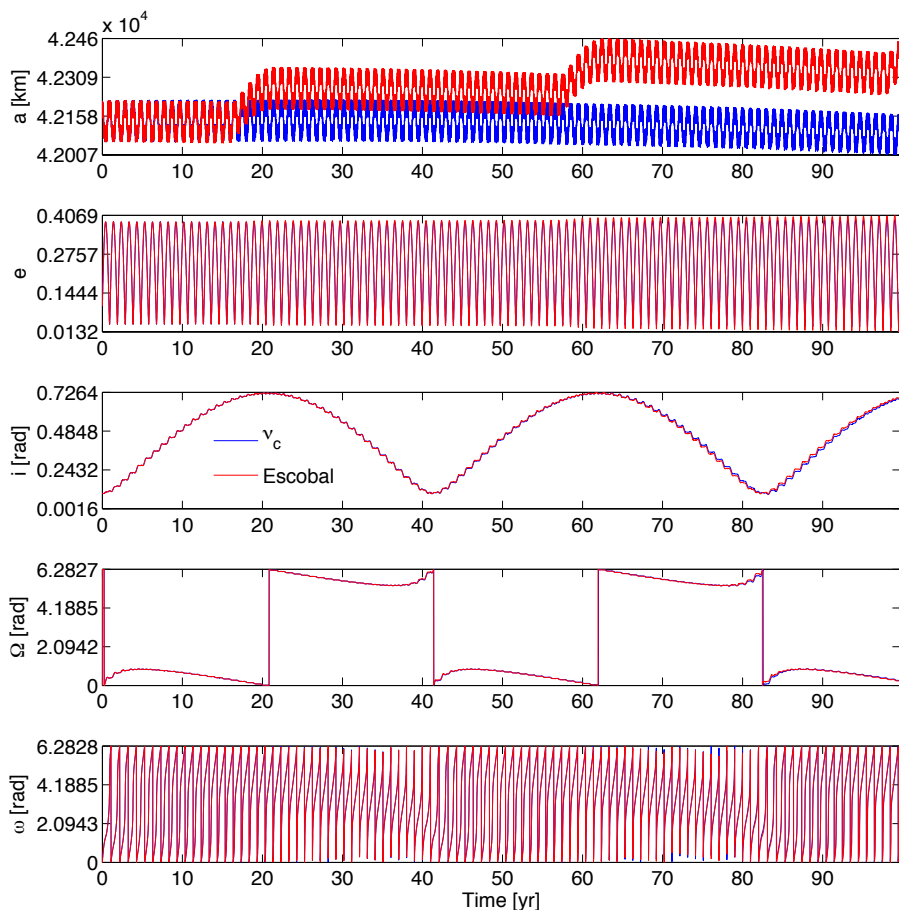 x 10⁴
4.246
4.2309
4.2158
4.2007
a [km]
0 10 20 30 40 50 60 70 80 90
0.4069
0.2757
0.1444
0.0132
e
0 10 20 30 40 50 60 70 80 90
0.7264
0.4848
0.2432
0.0016
i [rad]
ν_c
Escobal
0 10 20 30 40 50 60 70 80 90
6.2827
4.1885
2.0942
0
Ω [rad]
0 10 20 30 40 50 60 70 80 90
6.2828
4.1885
2.0943
0
ω [rad]
0 10 20 30 40 50 60 70 80 90
Time [yr]